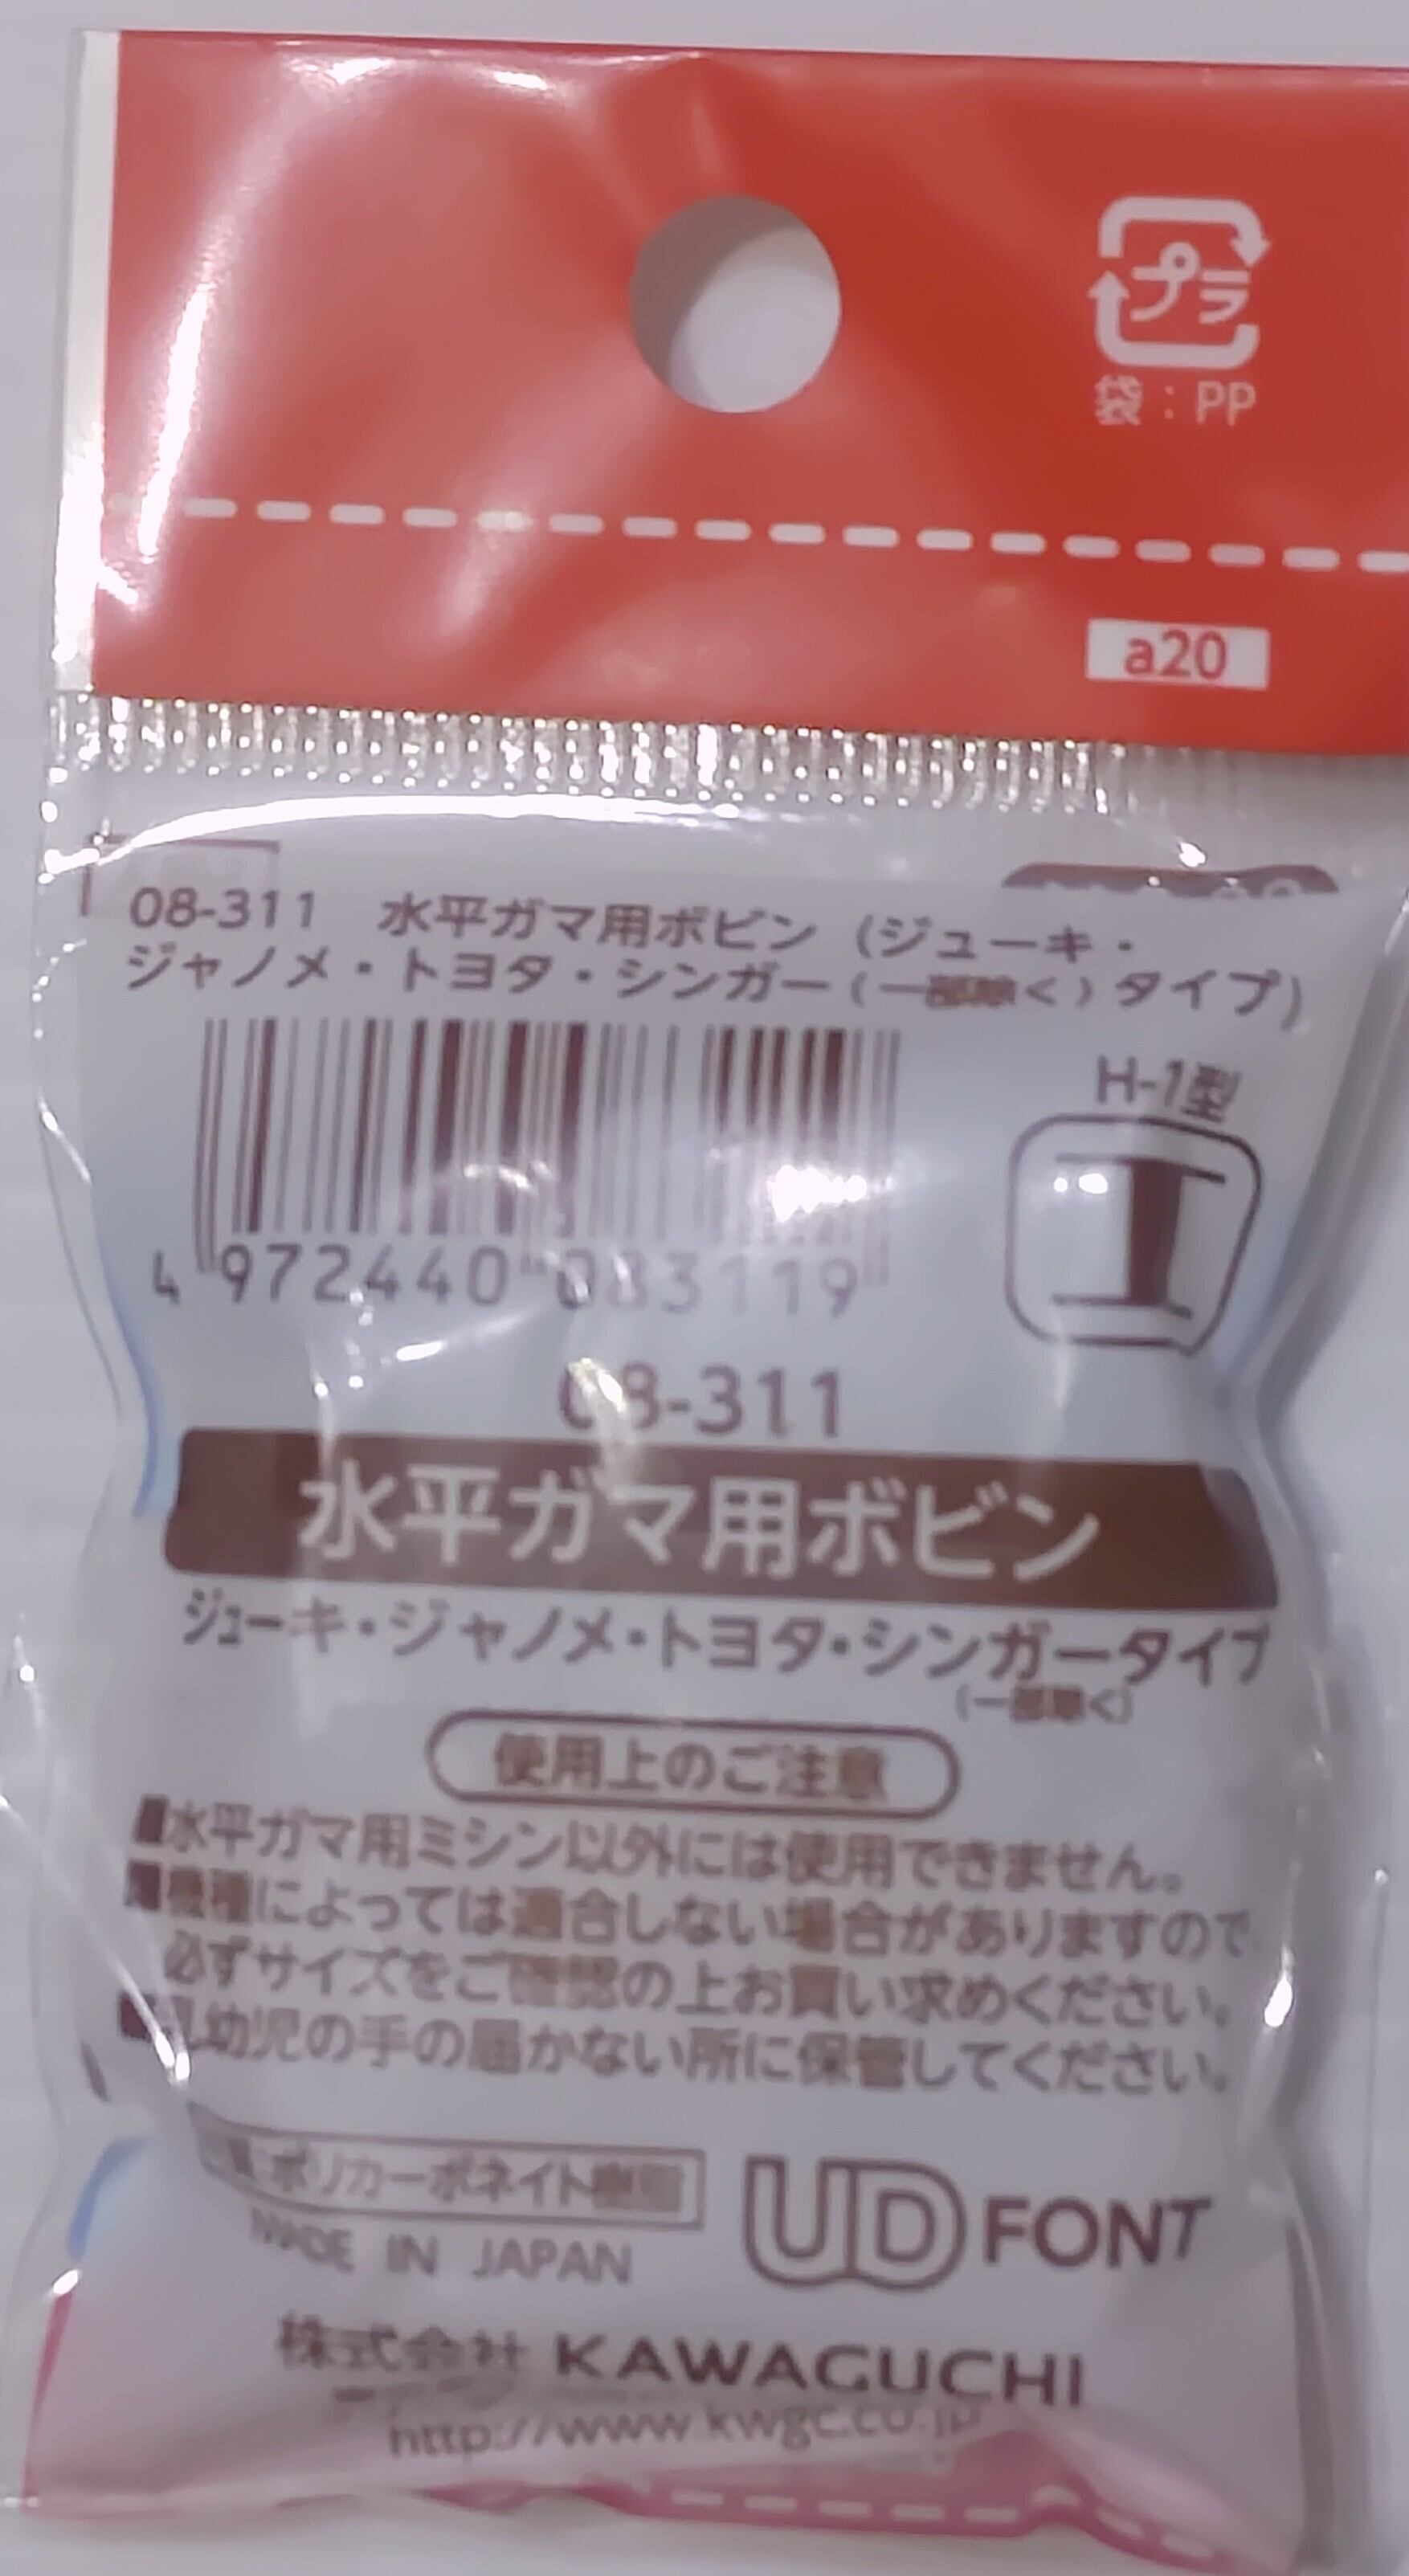 プラ
袋：PP
a20
08-311 水平ガマ用ボビン（ジューキ・
ジャノメ・トヨタ・シンガー（一部除く）タイプ）
H-1型
4 972440 083119
08-311
水平ガマ用ボビン
ジューキ・ジャノメ・トヨタ・シンガータイプ
（一部除く）
使用上のご注意
■水平ガマ用ミシン以外には使用できません。
■機種によっては適合しない場合がありますので
必ずサイズをご確認の上お買い求めください。
■乳幼児の手の届かない所に保管してください。
ポリカーボネイト樹脂
MADE IN JAPAN
UD FONT
株式会社 KAWAGUCHI
http://www.kwgc.co.jp